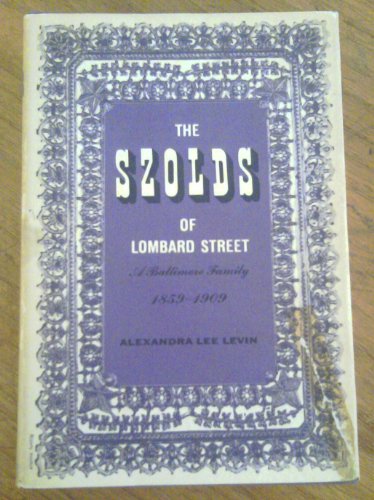 THE
SZOLDS
OF
LOMBARD STREET
A Baltimore Family
1859–1909
ALEXANDRA LEE LEVIN